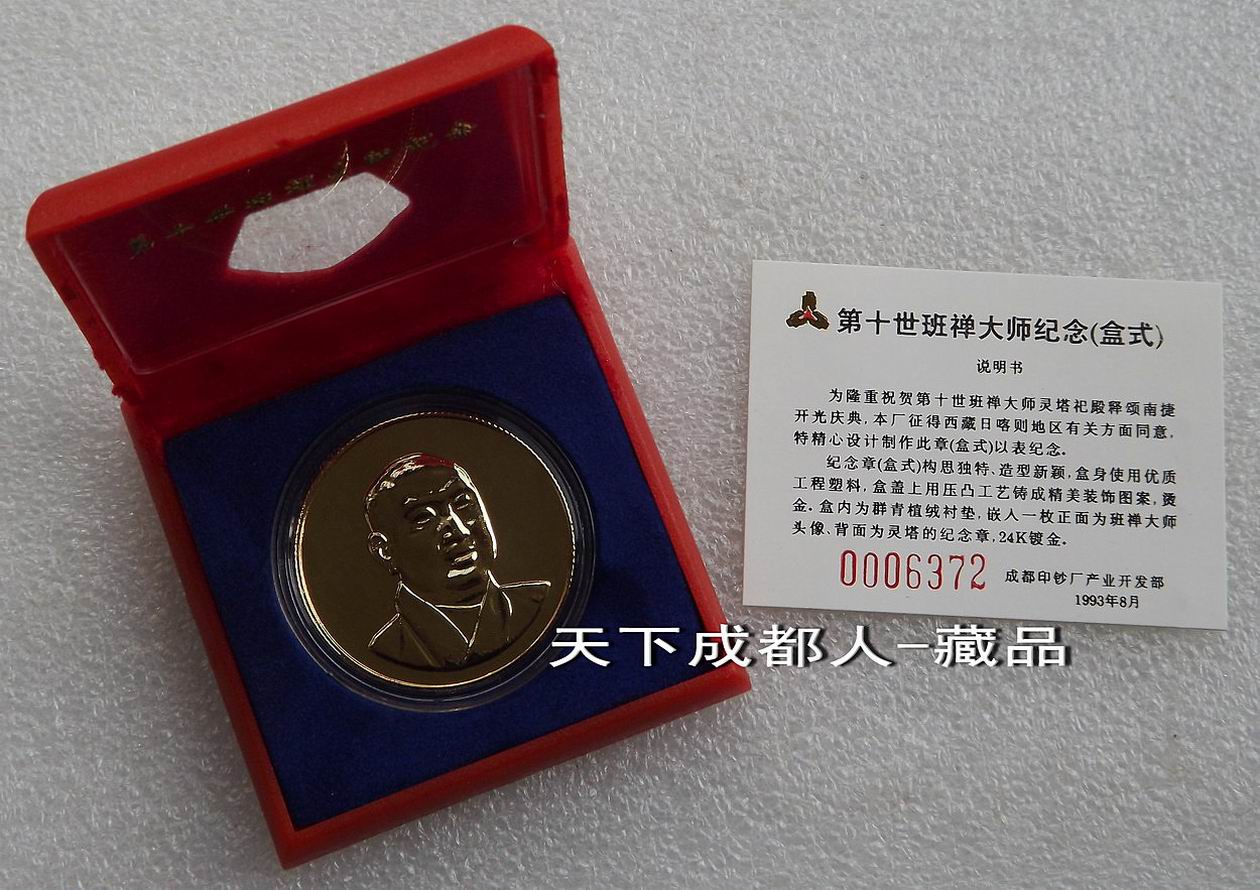 第十世班禅大师纪念(盒式)
说明书
为隆重祝贺第十世班禅大师灵塔祀殿释颂南捷
开光庆典,本厂征得西藏日喀则地区有关方面同意,
特精心设计制作此章(盒式)以表纪念。
纪念章(盒式)构思独特、造型新颖,盒身使用优质
工程塑料,盒盖上用压凸工艺铸成精美装饰图案,烫
金.盒内为群青植绒衬垫,嵌入一枚正面为班禅大师
头像、背面为灵塔的纪念章,24K镀金。
0006372 成都印钞厂产业开发部
1993年8月
天下成都人-藏品